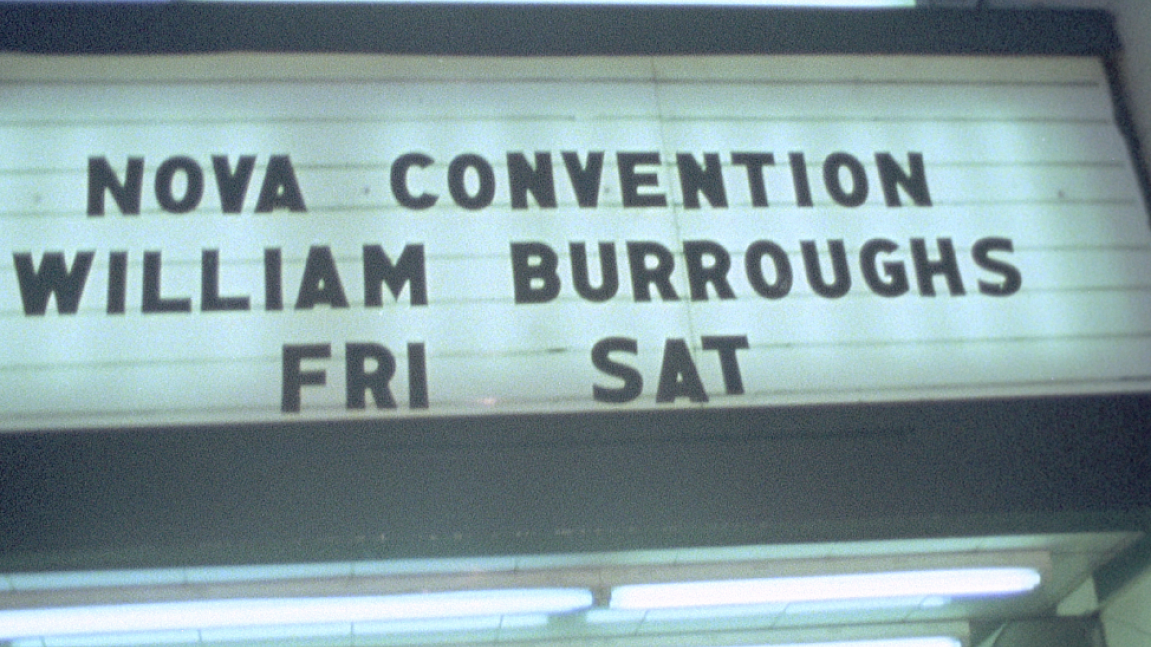 NOVA CONVENTION
WILLIAM BURROUGHS
FRI SAT